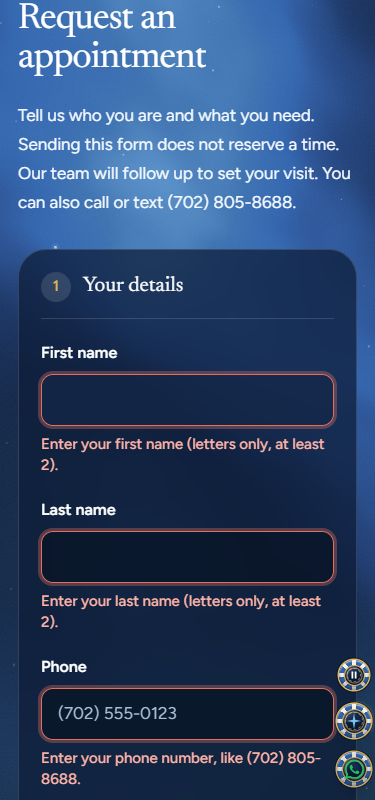 Request an
appointment
Tell us who you are and what you need.
Sending this form does not reserve a time.
Our team will follow up to set your visit. You
can also call or text (702) 805-8688.
1 Your details
First name
Enter your first name (letters only, at least
2).
Last name
Enter your last name (letters only, at least
2).
Phone
(702) 555-0123
Enter your phone number, like (702) 805-
8688.